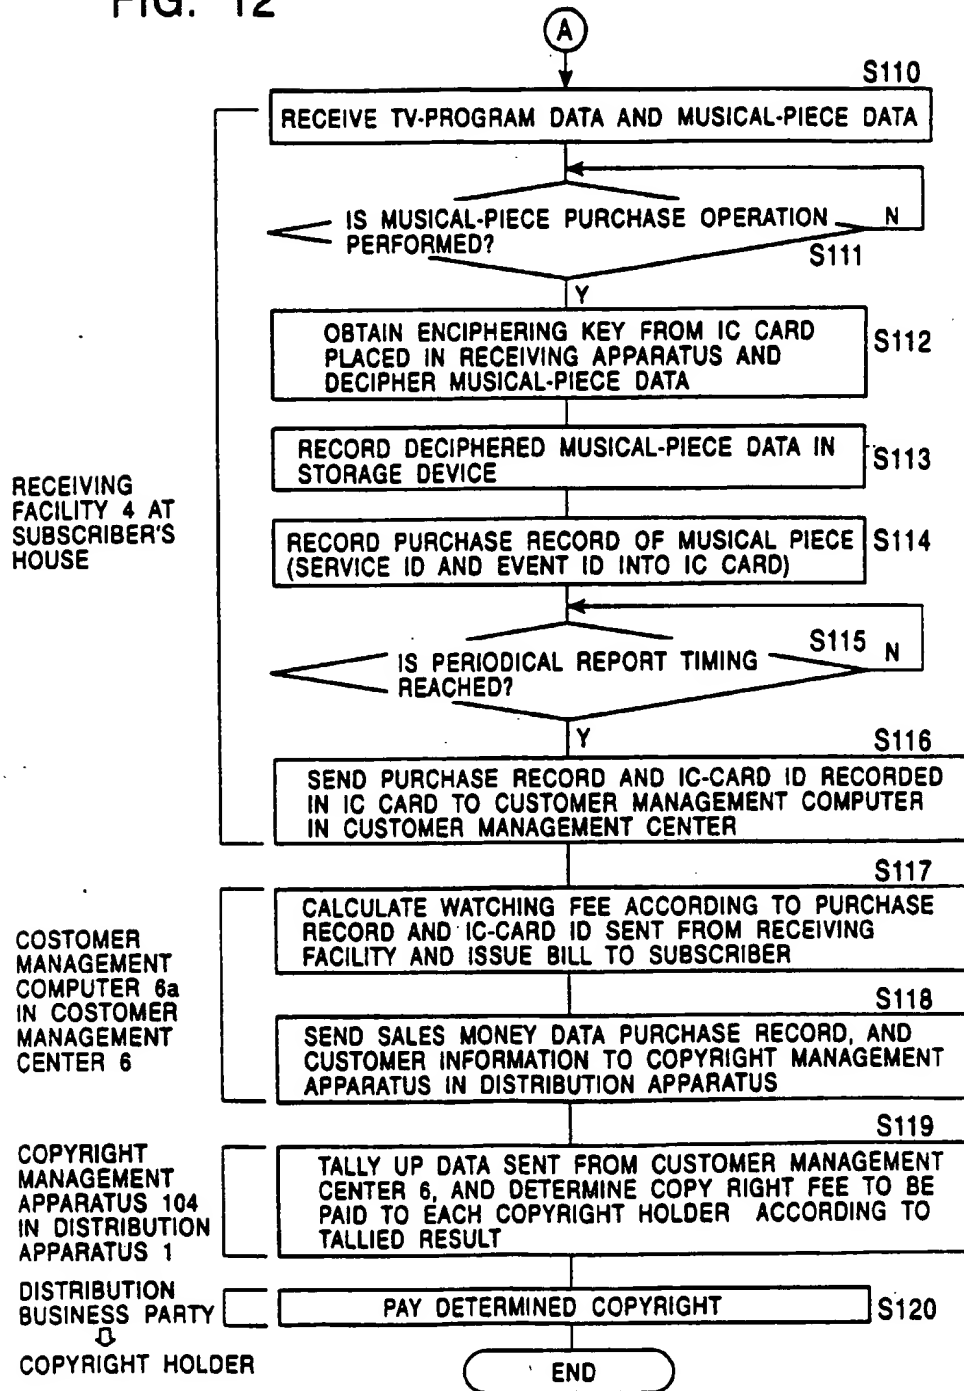 FIG. 12
A
S110
RECEIVE TV-PROGRAM DATA AND MUSICAL-PIECE DATA
IS MUSICAL-PIECE PURCHASE OPERATION
PERFORMED?
N
S111
Y
OBTAIN ENCIPHERING KEY FROM IC CARD
PLACED IN RECEIVING APPARATUS AND
DECIPHER MUSICAL-PIECE DATA
S112
RECORD DECIPHERED MUSICAL-PIECE DATA IN
STORAGE DEVICE
S113
RECORD PURCHASE RECORD OF MUSICAL PIECE
(SERVICE ID AND EVENT ID INTO IC CARD)
S114
RECEIVING
FACILITY 4 AT
SUBSCRIBER'S
HOUSE
S115
N
IS PERIODICAL REPORT TIMING
REACHED?
Y
S116
SEND PURCHASE RECORD AND IC-CARD ID RECORDED
IN IC CARD TO CUSTOMER MANAGEMENT COMPUTER
IN CUSTOMER MANAGEMENT CENTER
S117
CALCULATE WATCHING FEE ACCORDING TO PURCHASE
RECORD AND IC-CARD ID SENT FROM RECEIVING
FACILITY AND ISSUE BILL TO SUBSCRIBER
COSTOMER
MANAGEMENT
COMPUTER 6a
IN COSTOMER
MANAGEMENT
CENTER 6
S118
SEND SALES MONEY DATA PURCHASE RECORD, AND
CUSTOMER INFORMATION TO COPYRIGHT MANAGEMENT
APPARATUS IN DISTRIBUTION APPARATUS
S119
COPYRIGHT
MANAGEMENT
APPARATUS 104
IN DISTRIBUTION
APPARATUS 1
TALLY UP DATA SENT FROM CUSTOMER MANAGEMENT
CENTER 6, AND DETERMINE COPY RIGHT FEE TO BE
PAID TO EACH COPYRIGHT HOLDER ACCORDING TO
TALLIED RESULT
DISTRIBUTION
BUSINESS PARTY
⇩
COPYRIGHT HOLDER
PAY DETERMINED COPYRIGHT
S120
END